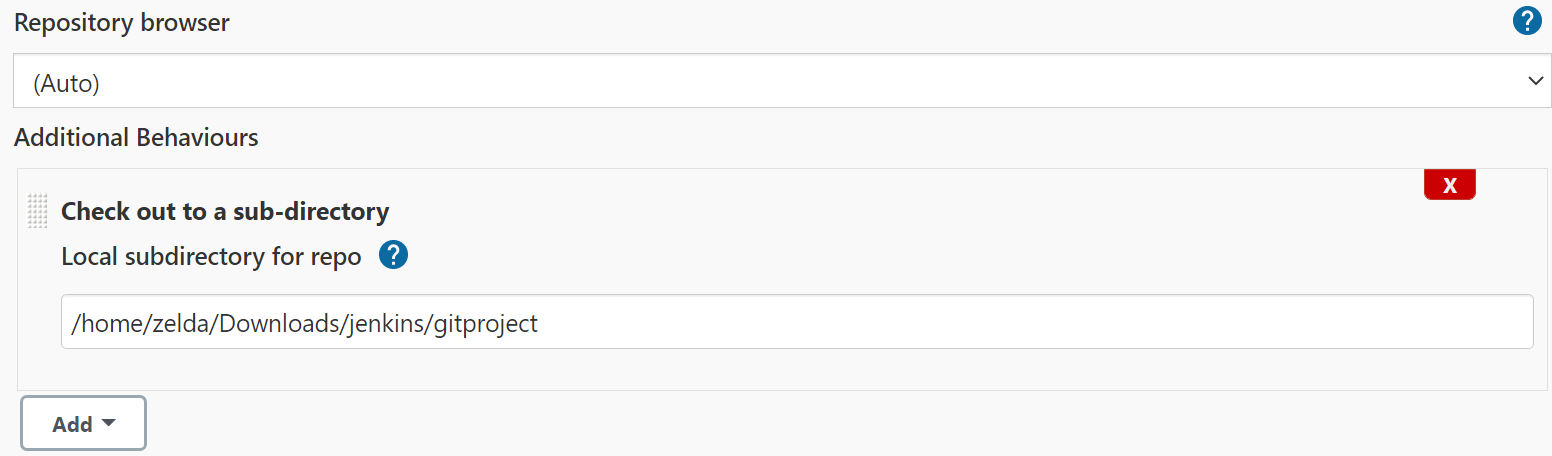 Repository browser
?
(Auto)
Additional Behaviours
X
Check out to a sub-directory
Local subdirectory for repo ?
/home/zelda/Downloads/jenkins/gitproject
Add